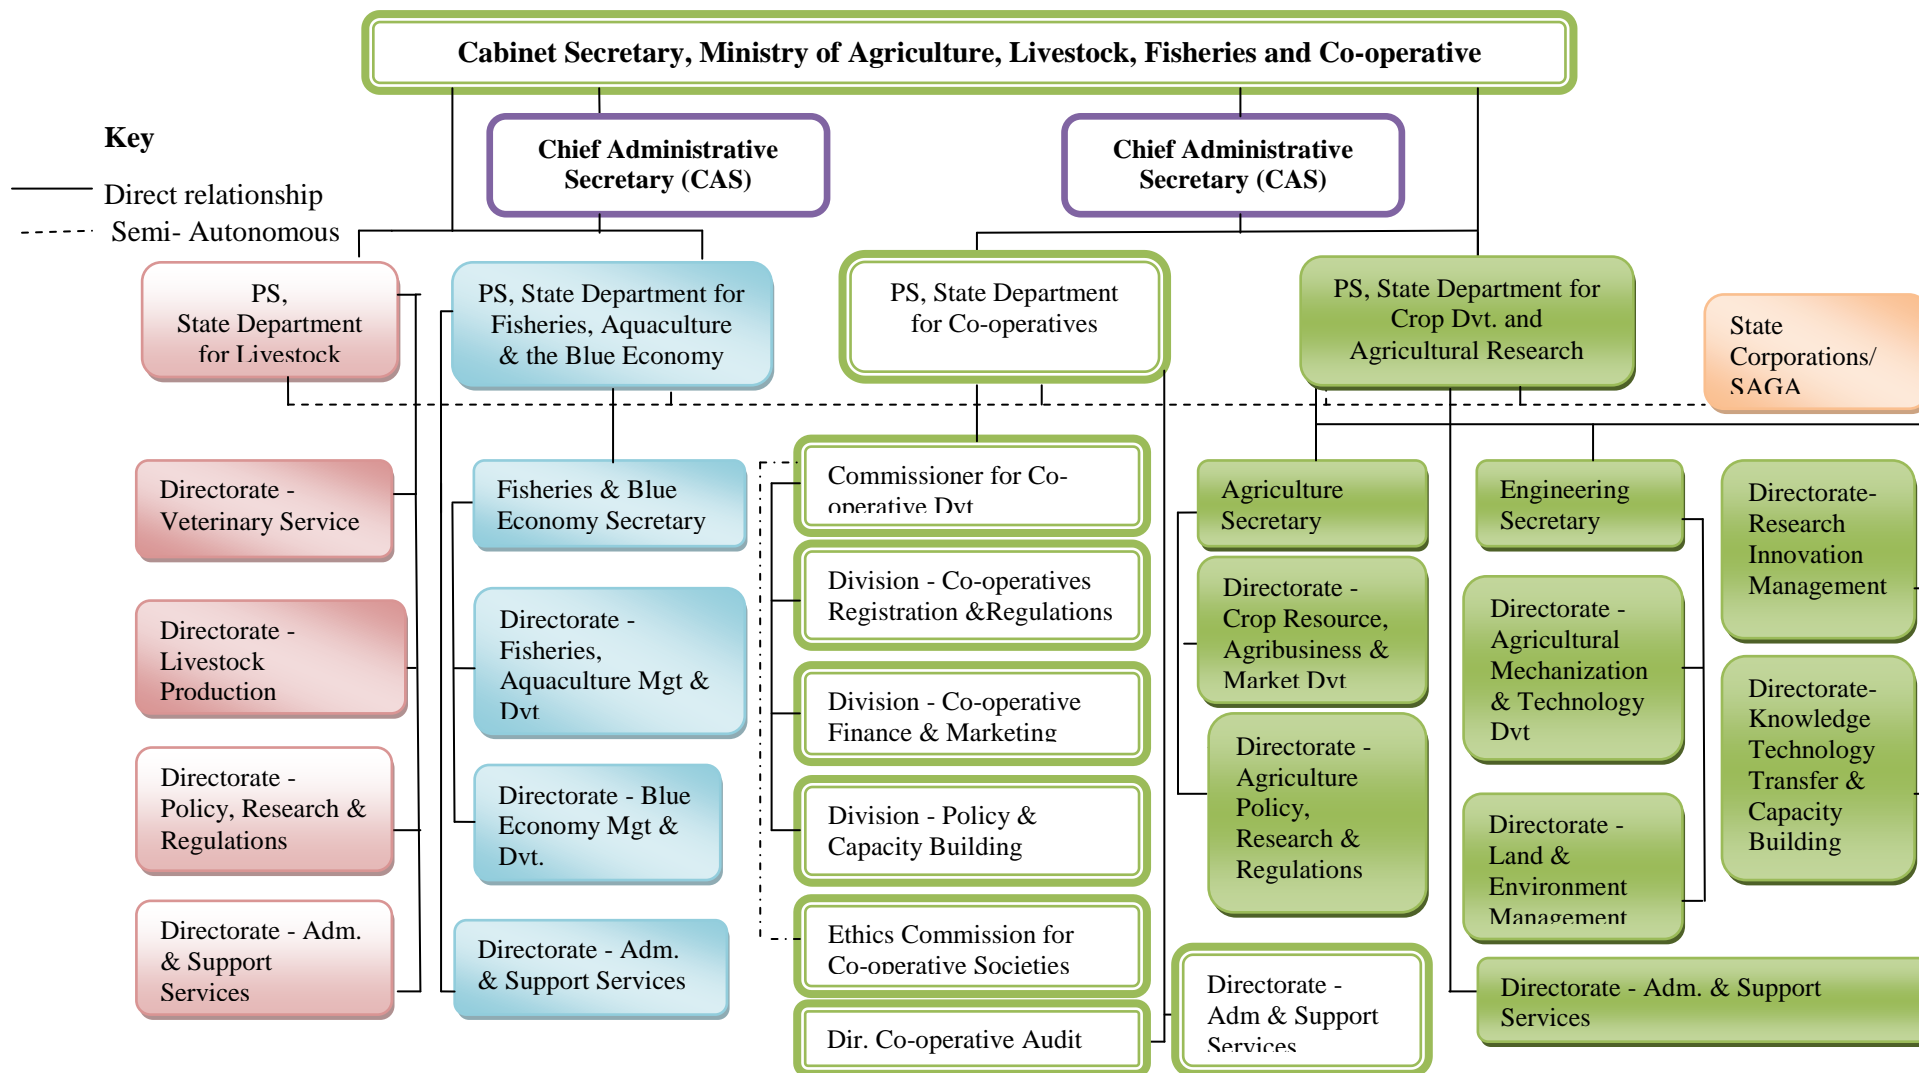 Cabinet Secretary, Ministry of Agriculture, Livestock, Fisheries and Co-operative
Key
Direct relationship
Semi- Autonomous
Chief Administrative
Secretary (CAS)
Chief Administrative
Secretary (CAS)
PS,
State Department
for Livestock
PS, State Department for
Fisheries, Aquaculture
& the Blue Economy
PS, State Department
for Co-operatives
PS, State Department for
Crop Dvt. and
Agricultural Research
State
Corporations/
SAGA
Directorate -
Veterinary Service
Directorate -
Livestock
Production
Directorate -
Policy, Research &
Regulations
Directorate - Adm.
& Support
Services
Fisheries & Blue
Economy Secretary
Directorate -
Fisheries,
Aquaculture Mgt &
Dvt
Directorate - Blue
Economy Mgt &
Dvt.
Directorate - Adm.
& Support Services
Commissioner for Co-
operative Dvt
Division - Co-operatives
Registration &Regulations
Division - Co-operative
Finance & Marketing
Division - Policy &
Capacity Building
Ethics Commission for
Co-operative Societies
Dir. Co-operative Audit
Directorate -
Adm & Support
Services
Agriculture
Secretary
Directorate -
Crop Resource,
Agribusiness &
Market Dvt
Directorate -
Agriculture
Policy,
Research &
Regulations
Engineering
Secretary
Directorate -
Agricultural
Mechanization
& Technology
Dvt
Directorate -
Land &
Environment
Management
Directorate-
Research
Innovation
Management
Directorate-
Knowledge
Technology
Transfer &
Capacity
Building
Directorate - Adm. & Support
Services